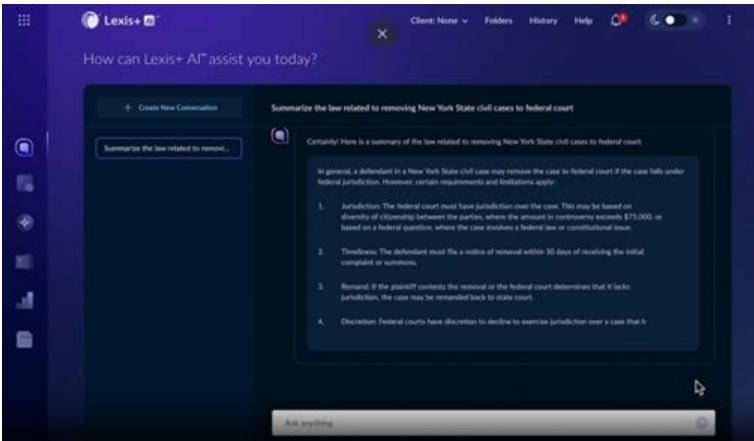 Lexis+ AI™
Client: None
Folders
History
Help
How can Lexis+ AI™ assist you today?
+ Create New Conversation
Summarize the law related to removi...
Summarize the law related to removing New York State civil cases to federal court
Certainly! Here is a summary of the law related to removing New York State civil cases to federal court:
In general, a defendant in a New York State civil case may remove the case to federal court if the case falls under
federal jurisdiction. However, certain requirements and limitations apply:
1. Jurisdiction: The federal court must have jurisdiction over the case. This may be based on
diversity of citizenship between the parties, where the amount in controversy exceeds $75,000, or
based on a federal question, where the case involves a federal law or constitutional issue.
2. Timeliness: The defendant must file a notice of removal within 30 days of receiving the initial
complaint or summons.
3. Remand: If the plaintiff contests the removal or the federal court determines that it lacks
jurisdiction, the case may be remanded back to state court.
4. Discretion: Federal courts have discretion to decline to exercise jurisdiction over a case that h
Ask anything